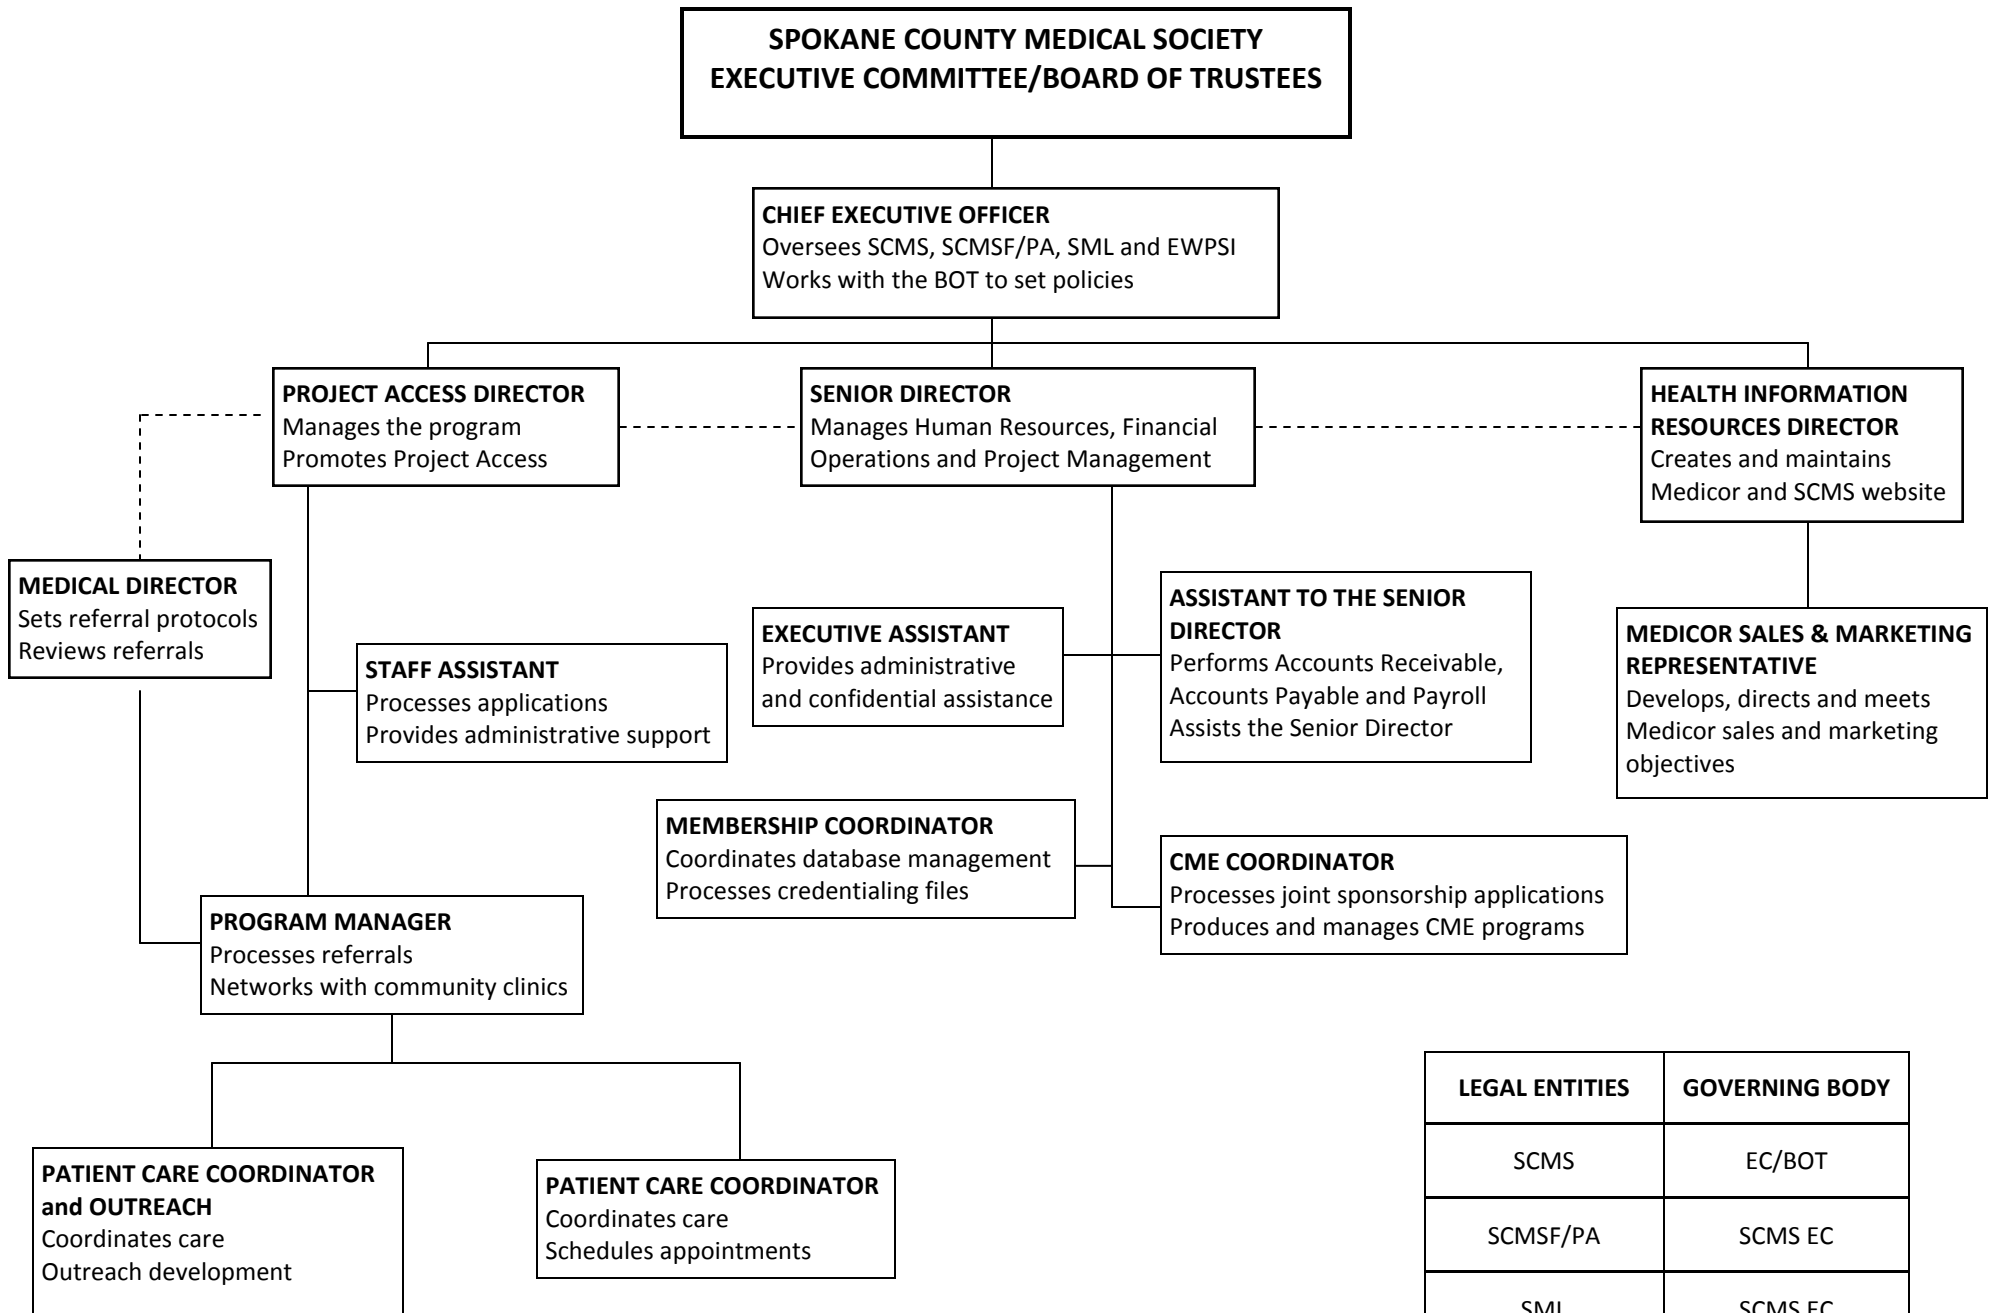 SPOKANE COUNTY MEDICAL SOCIETY
EXECUTIVE COMMITTEE/BOARD OF TRUSTEES
CHIEF EXECUTIVE OFFICER
Oversees SCMS, SCMSF/PA, SML and EWPSI
Works with the BOT to set policies
PROJECT ACCESS DIRECTOR
Manages the program
Promotes Project Access
SENIOR DIRECTOR
Manages Human Resources, Financial
Operations and Project Management
HEALTH INFORMATION
RESOURCES DIRECTOR
Creates and maintains
Medicor and SCMS website
MEDICAL DIRECTOR
Sets referral protocols
Reviews referrals
STAFF ASSISTANT
Processes applications
Provides administrative support
EXECUTIVE ASSISTANT
Provides administrative
and confidential assistance
ASSISTANT TO THE SENIOR
DIRECTOR
Performs Accounts Receivable,
Accounts Payable and Payroll
Assists the Senior Director
MEDICOR SALES & MARKETING
REPRESENTATIVE
Develops, directs and meets
Medicor sales and marketing
objectives
MEMBERSHIP COORDINATOR
Coordinates database management
Processes credentialing files
CME COORDINATOR
Processes joint sponsorship applications
Produces and manages CME programs
PROGRAM MANAGER
Processes referrals
Networks with community clinics
PATIENT CARE COORDINATOR
and OUTREACH
Coordinates care
Outreach development
PATIENT CARE COORDINATOR
Coordinates care
Schedules appointments
LEGAL ENTITIES GOVERNING BODY
SCMS EC/BOT
SCMSF/PA SCMS EC
SML SCMS EC